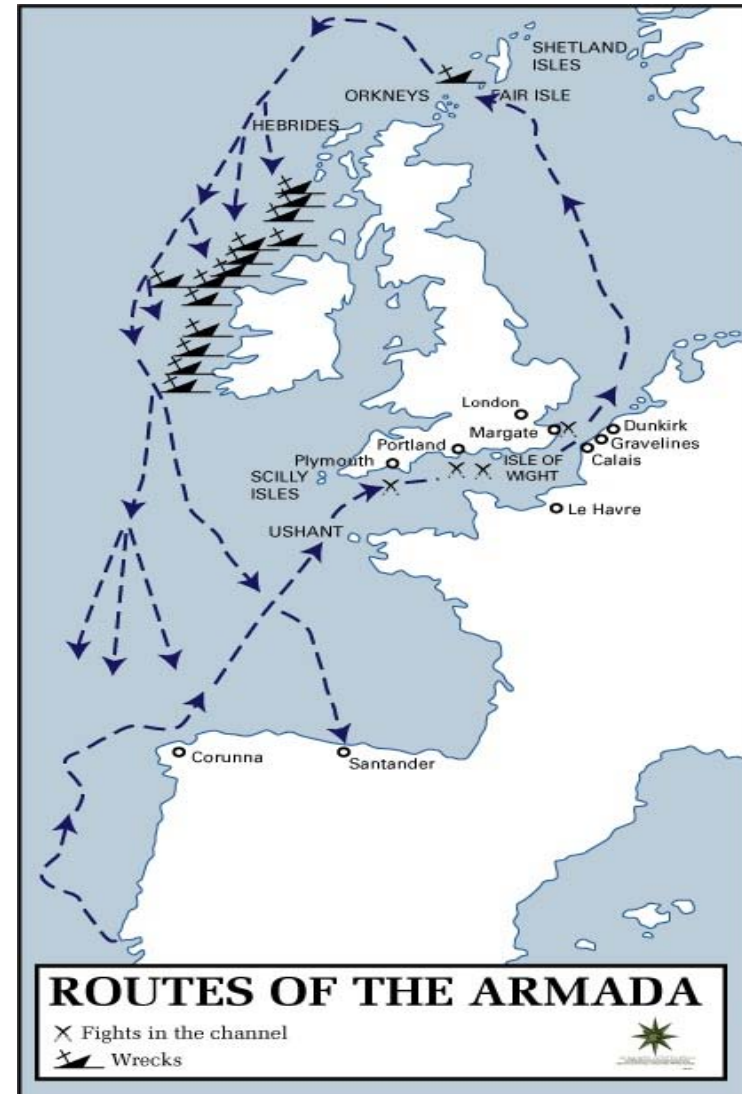 SHETLAND
ISLES
ORKNEYS
FAIR ISLE
HEBRIDES
London
Margate
Dunkirk
Gravelines
Calais
Portland
Plymouth
ISLE OF
WIGHT
SCILLY
ISLES
Le Havre
USHANT
Corunna
Santander
ROUTES OF THE ARMADA
Fights in the channel
Wrecks